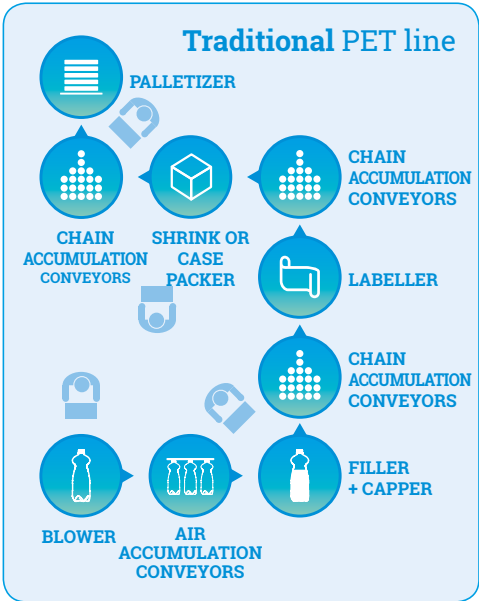 Traditional PET line
PALLETIZER
CHAIN
ACCUMULATION
CONVEYORS
SHRINK OR
CASE
PACKER
CHAIN
ACCUMULATION
CONVEYORS
LABELLER
CHAIN
ACCUMULATION
CONVEYORS
FILLER
+ CAPPER
BLOWER
AIR
ACCUMULATION
CONVEYORS